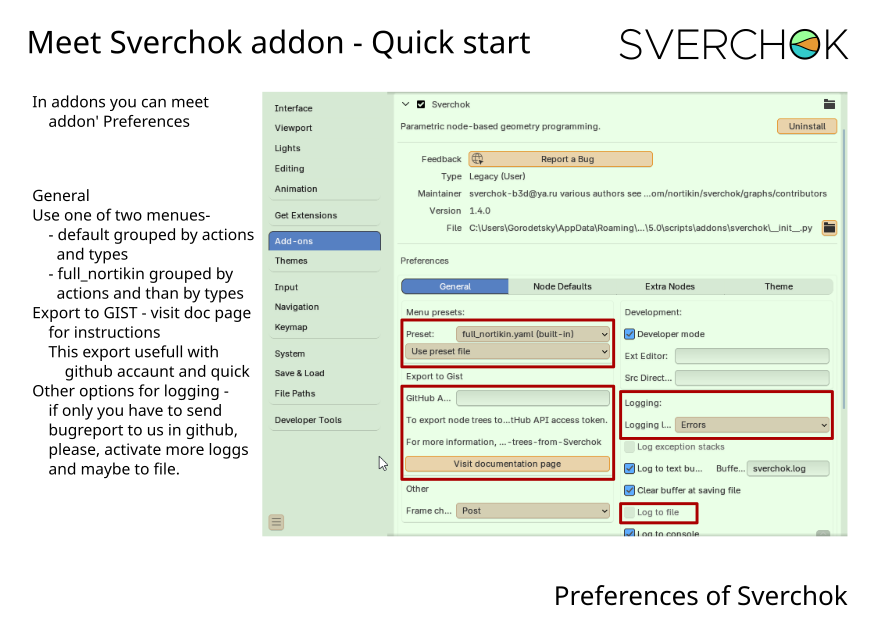 Meet Sverchok addon - Quick start
SVERCHOK
In addons you can meet
addon' Preferences
General
Use one of two menues-
- default grouped by actions
and types
- full_nortikin grouped by
actions and than by types
Export to GIST - visit doc page
for instructions
This export usefull with
github accaunt and quick
Other options for logging -
if only you have to send
bugreport to us in github,
please, activate more loggs
and maybe to file.
Interface
Viewport
Lights
Editing
Animation
Get Extensions
Add-ons
Themes
Input
Navigation
Keymap
System
Save & Load
File Paths
Developer Tools
Sverchok
Parametric node-based geometry programming.
Uninstall
Feedback
Report a Bug
Type Legacy (User)
Maintainer sverchok-b3d@ya.ru various authors see ...om/nortikin/sverchok/graphs/contributors
Version 1.4.0
File C:\Users\Gorodetsky\AppData\Roaming\...\5.0\scripts\addons\sverchok\__init__.py
Preferences
General Node Defaults Extra Nodes Theme
Menu presets:
Preset: full_nortikin.yaml (built-in)
Use preset file
Export to Gist
GitHub A...
To export node trees to...tHub API access token.
For more information, ...-trees-from-Sverchok
Visit documentation page
Other
Frame ch... Post
Development:
Developer mode
Ext Editor:
Src Direct...
Logging:
Logging l... Errors
Log exception stacks
Log to text bu... Buffe... sverchok.log
Clear buffer at saving file
Log to file
Log to console
Preferences of Sverchok